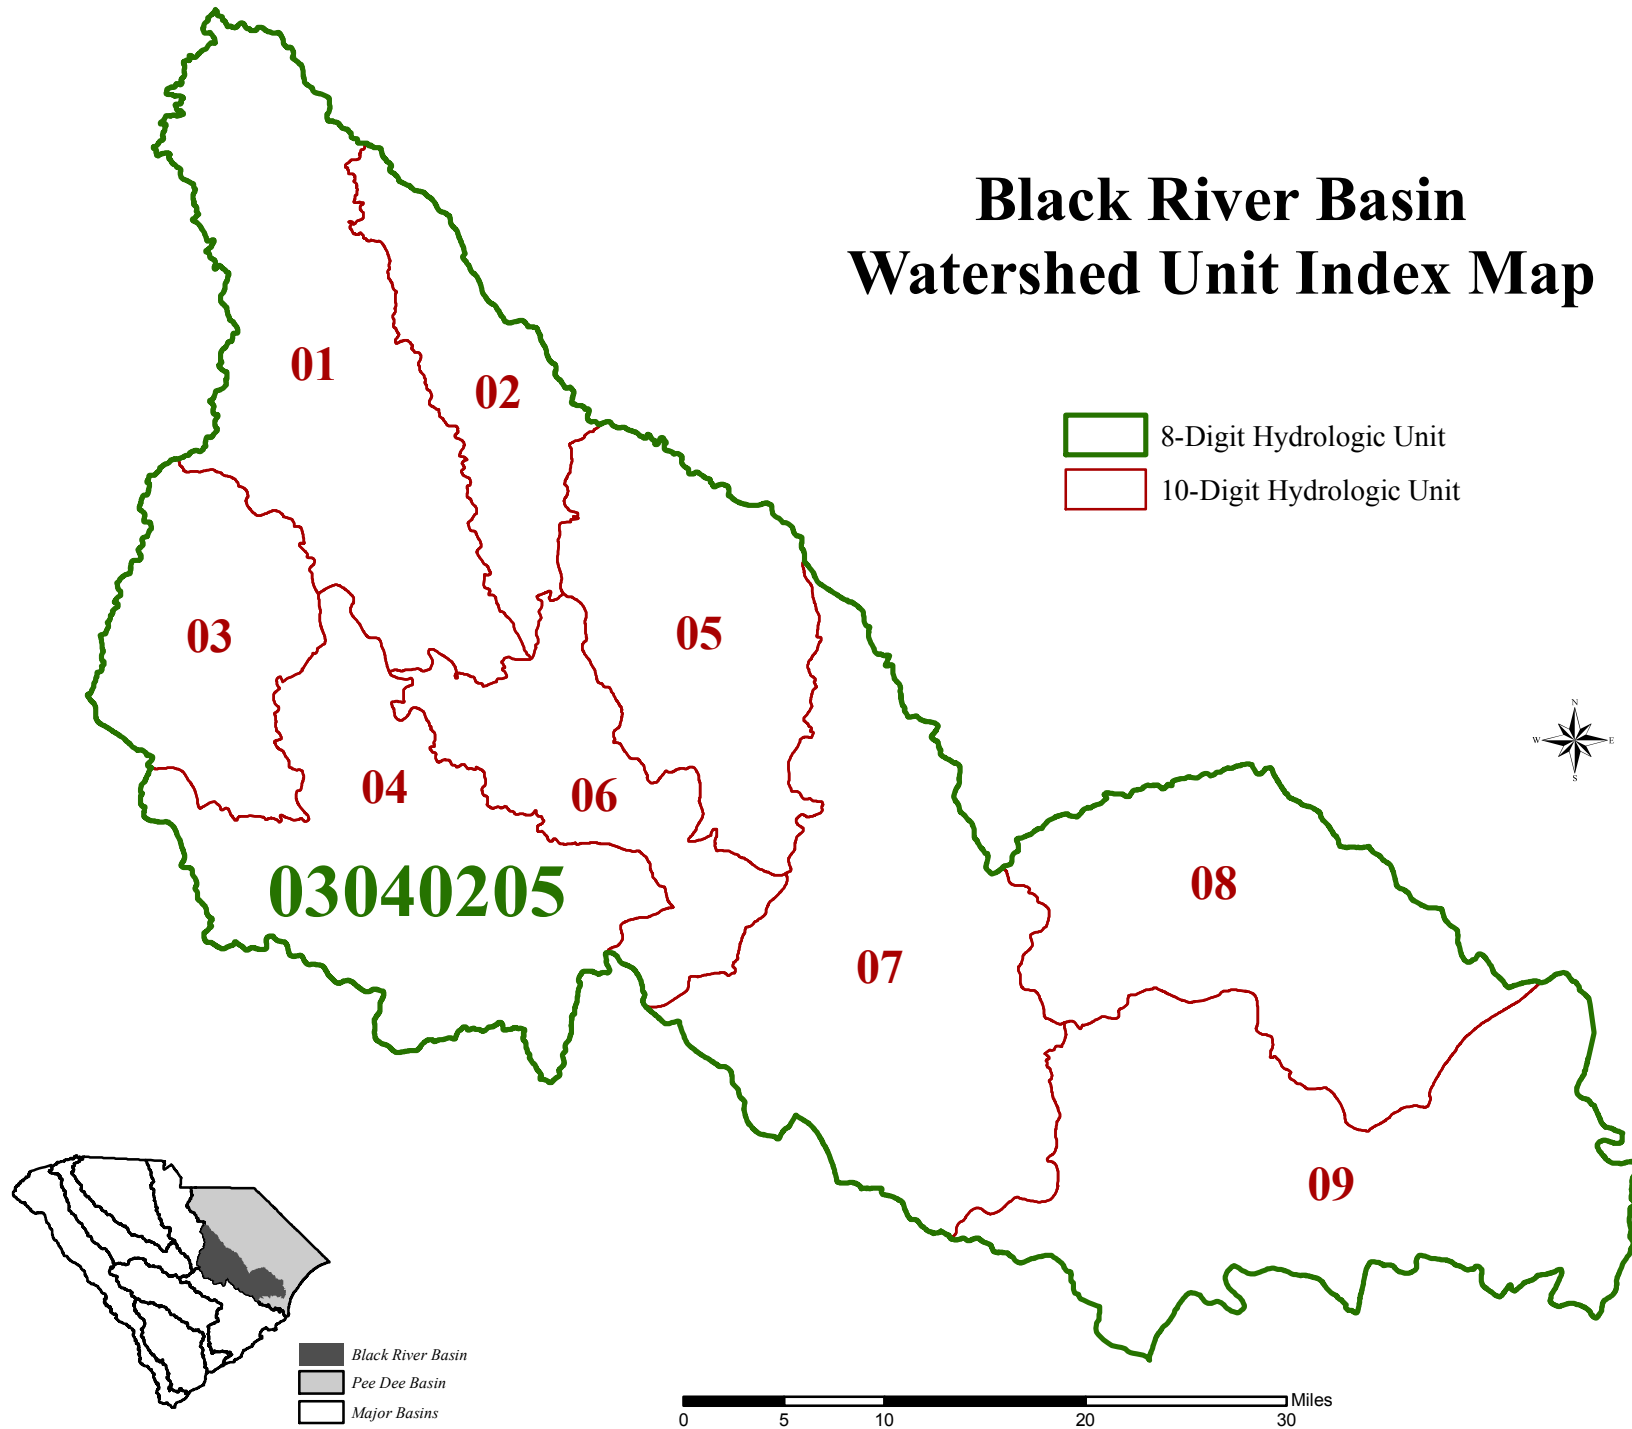 Black River Basin
Watershed Unit Index Map
8-Digit Hydrologic Unit
10-Digit Hydrologic Unit
01
02
03
05
04
06
03040205
07
08
09
N
W
E
S
Black River Basin
Pee Dee Basin
Major Basins
Miles
0 5 10 20 30